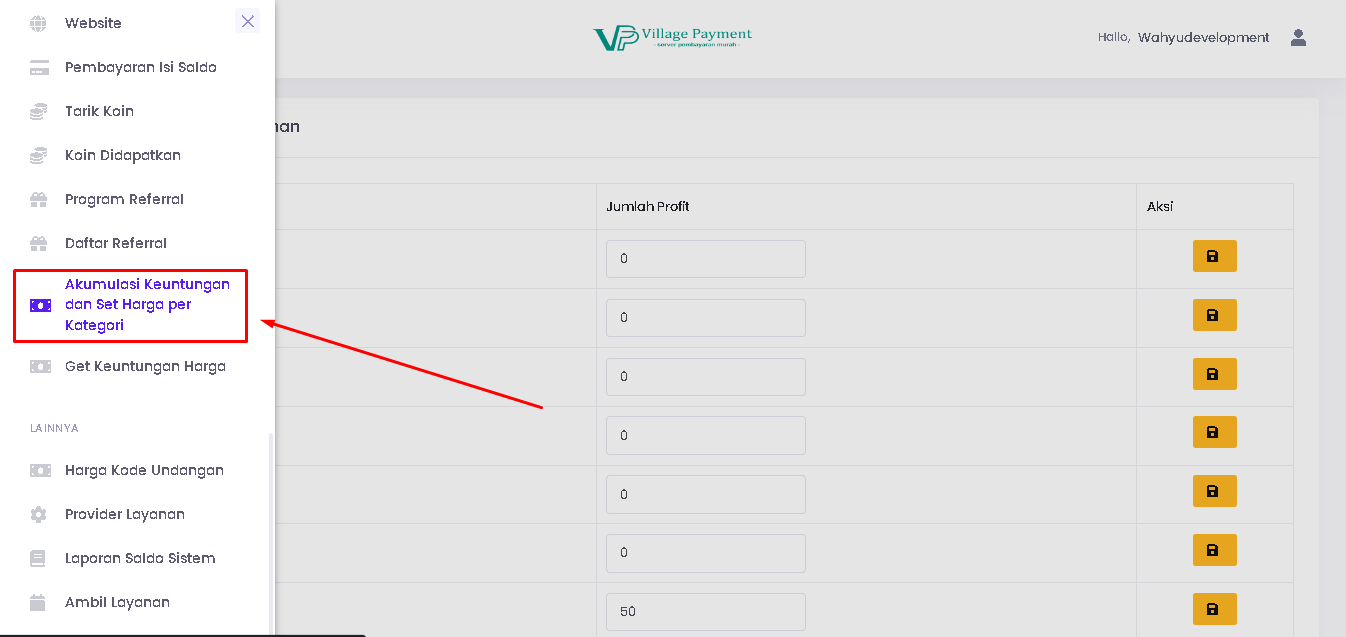 Website
Village Payment
- server pembayaran murah -
Hallo, Wahyudevelopment
Pembayaran Isi Saldo
Tarik Koin
Koin Didapatkan
Program Referral
Daftar Referral
Akumulasi Keuntungan
dan Set Harga per
Kategori
Get Keuntungan Harga
LAINNYA
Harga Kode Undangan
Provider Layanan
Laporan Saldo Sistem
Ambil Layanan
Jumlah Profit
Aksi
0
0
0
0
0
0
50